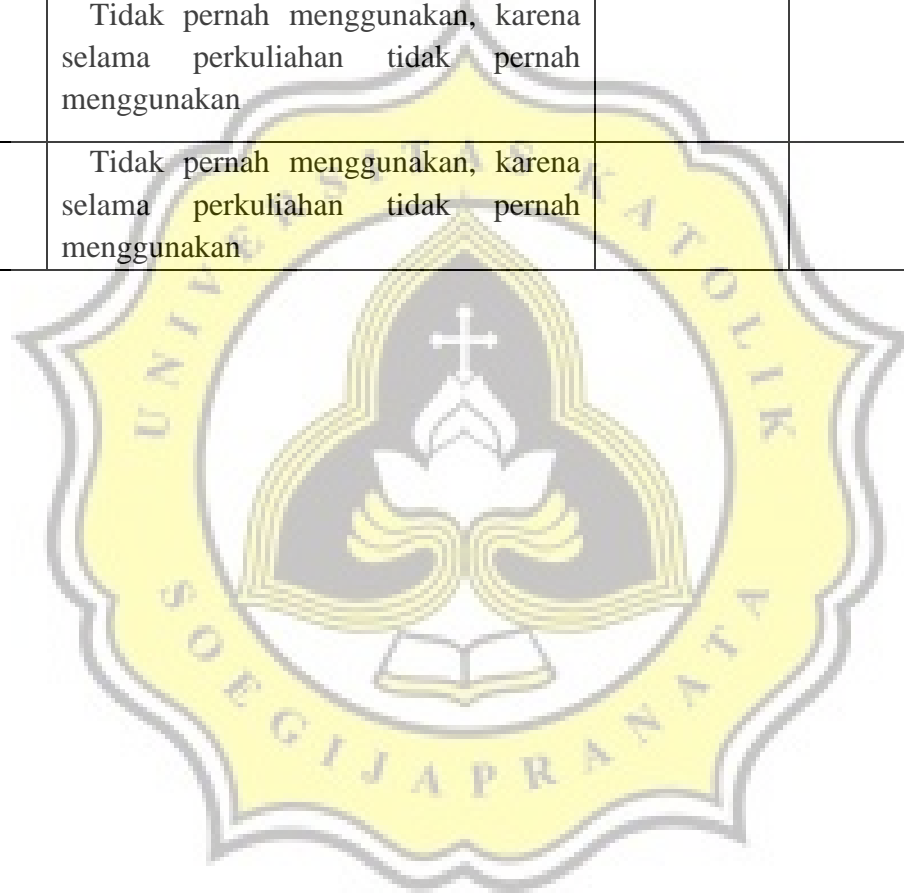 Tidak pernah menggunakan, karena
selama perkuliahan tidak pernah
menggunakan
Tidak pernah menggunakan, karena
selama perkuliahan tidak pernah
menggunakan
UNIVERSITAS KATOLIK
SOEGIJAPRANATA